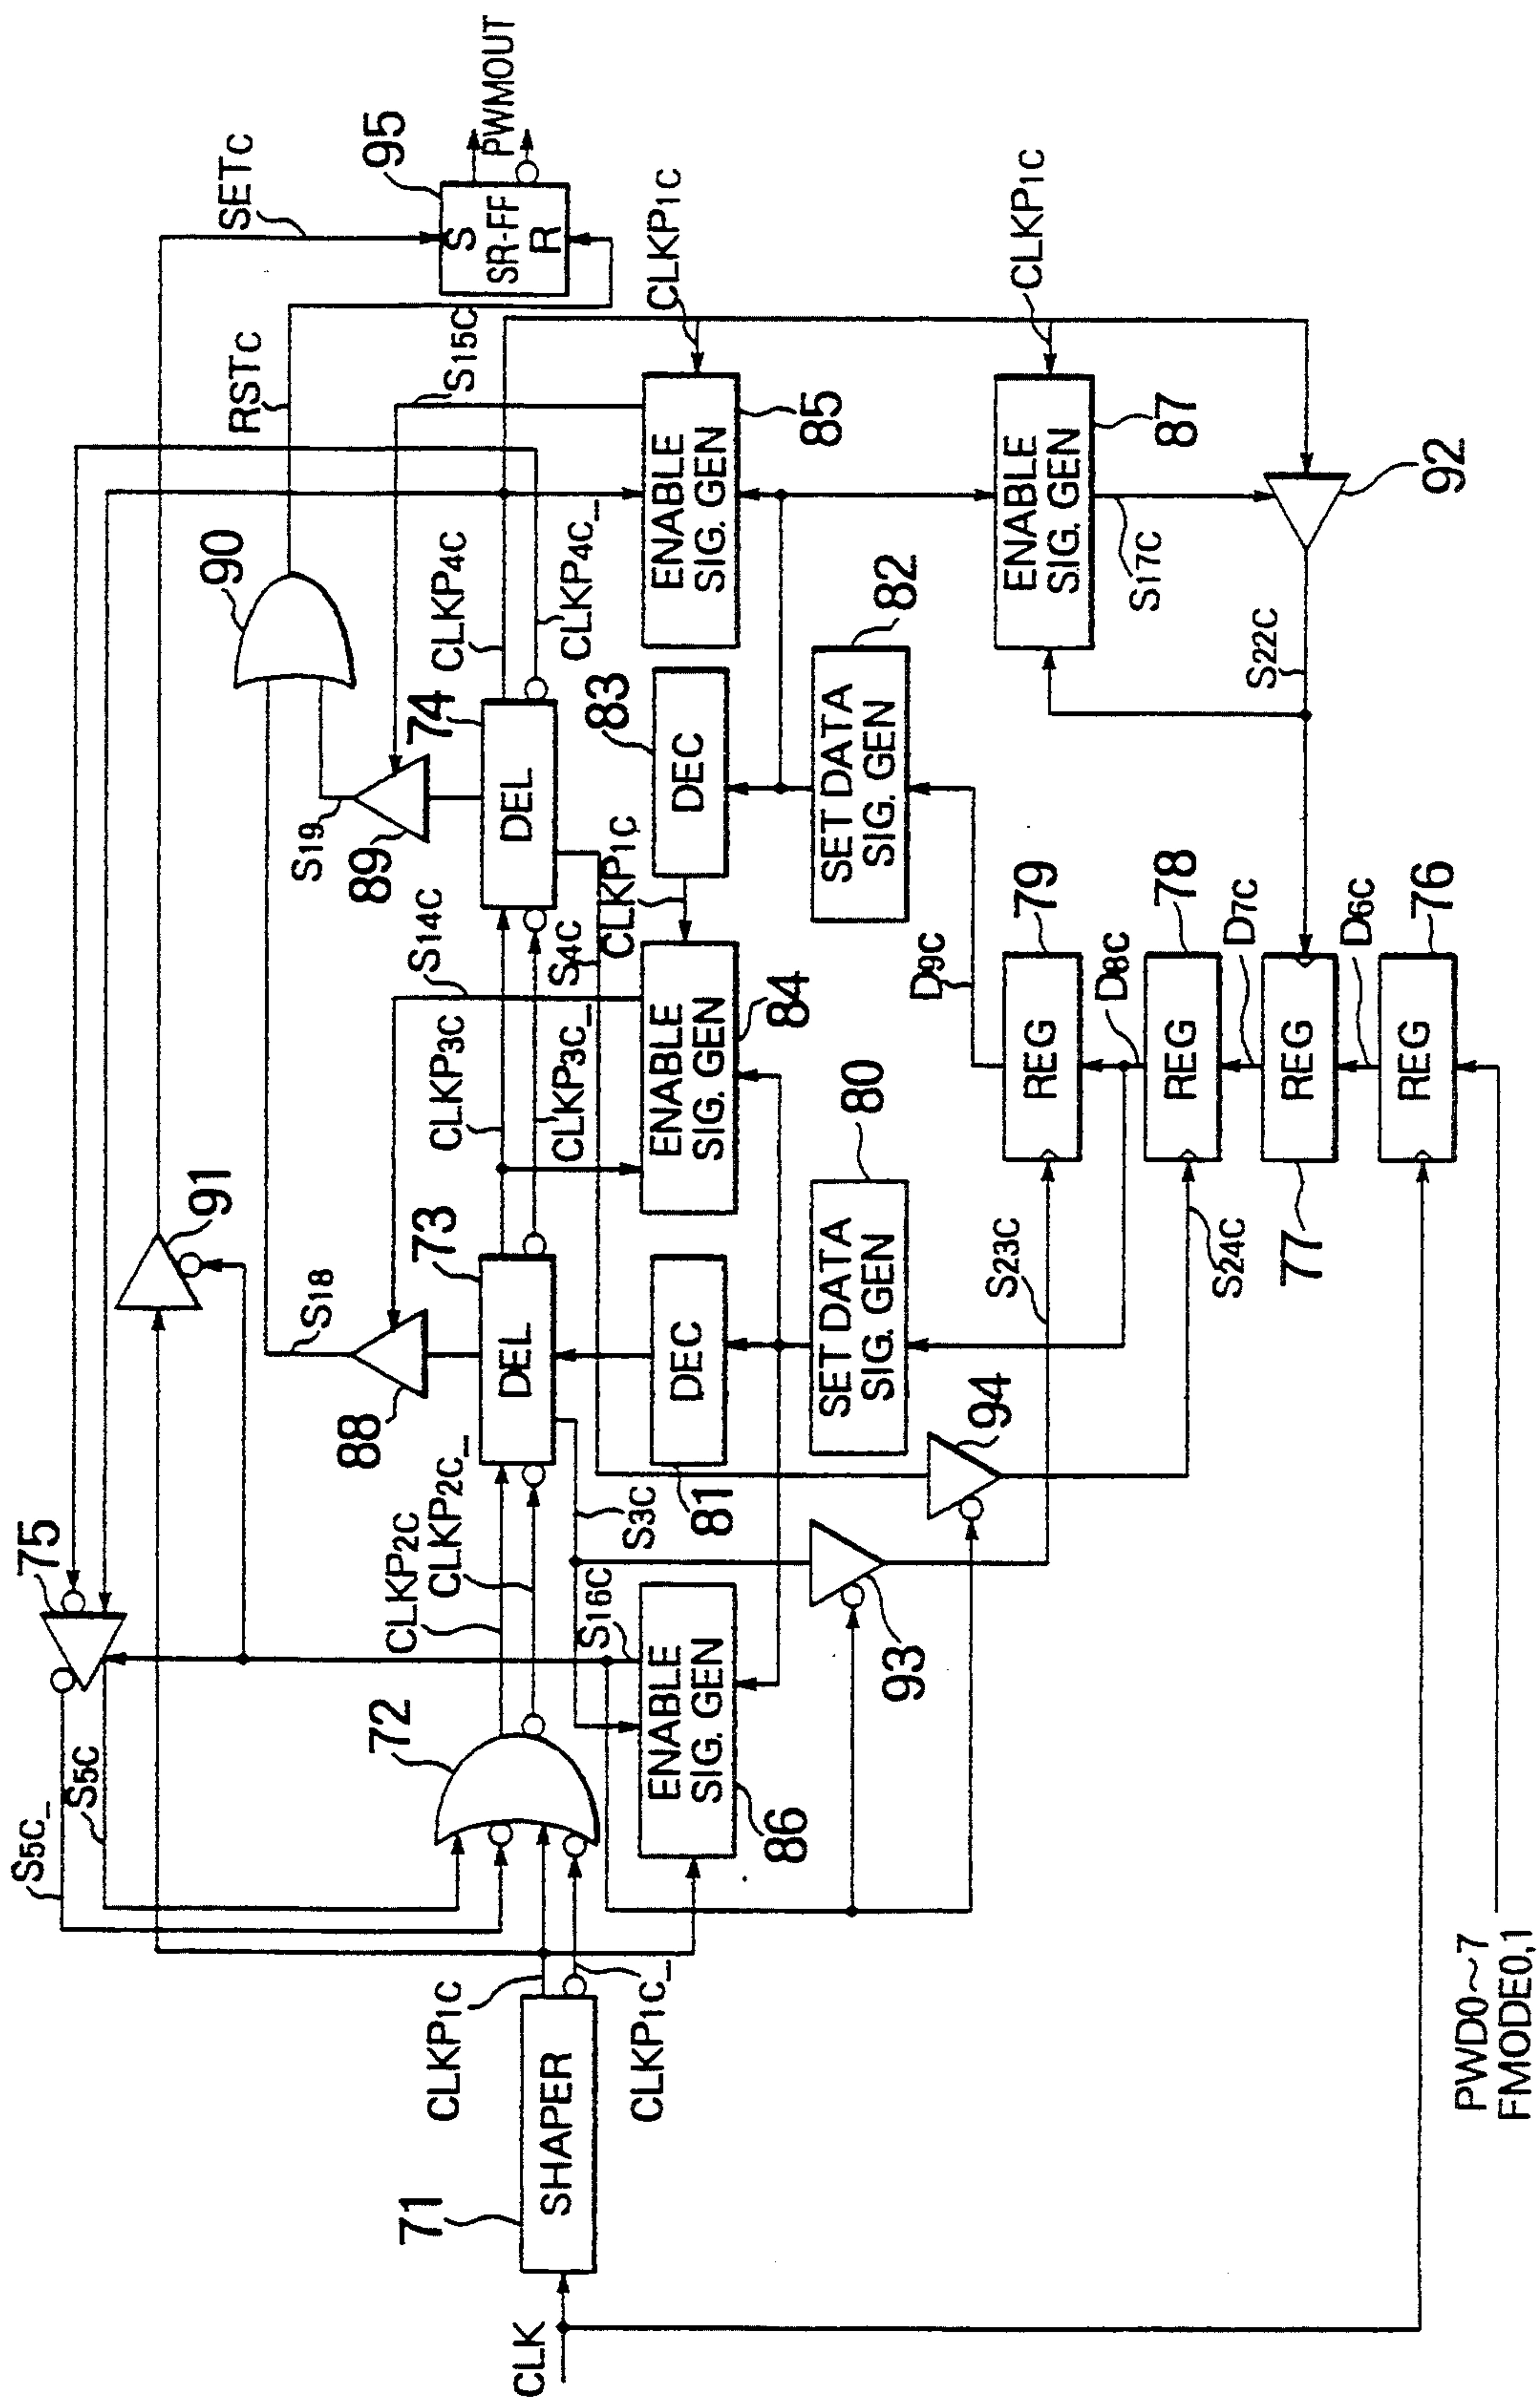 CLK
71
SHAPER
CLKP1C
CLKP1C_
S5C_
S5C
75
72
CLKP2C
CLKP2C_
S16C
ENABLE
SIG. GEN
86
S3C
93
94
88
S18
91
73
DEL
81
DEC
SET DATA
SIG. GEN
80
S23C
S24C
CLKP3C
CLKP3C_
S14C
S4C
CLKP1C
ENABLE
SIG. GEN
84
89
S19
74
DEL
83
DEC
SET DATA
SIG. GEN
82
D9C
REG
79
D8C
REG
78
D7C
REG
77
D6C
REG
76
PWD0~7
FMODE0,1
90
CLKP4C
CLKP4C_
RSTC
S15C
ENABLE
SIG. GEN
85
CLKP1C
ENABLE
SIG. GEN
87
CLKP1C
S17C
S22C
92
SETC
95
S
SR-FF
R
PWMOUT